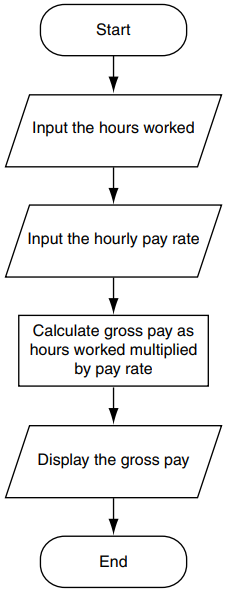 Start
Input the hours worked
Input the hourly pay rate
Calculate gross pay as
hours worked multiplied
by pay rate
Display the gross pay
End